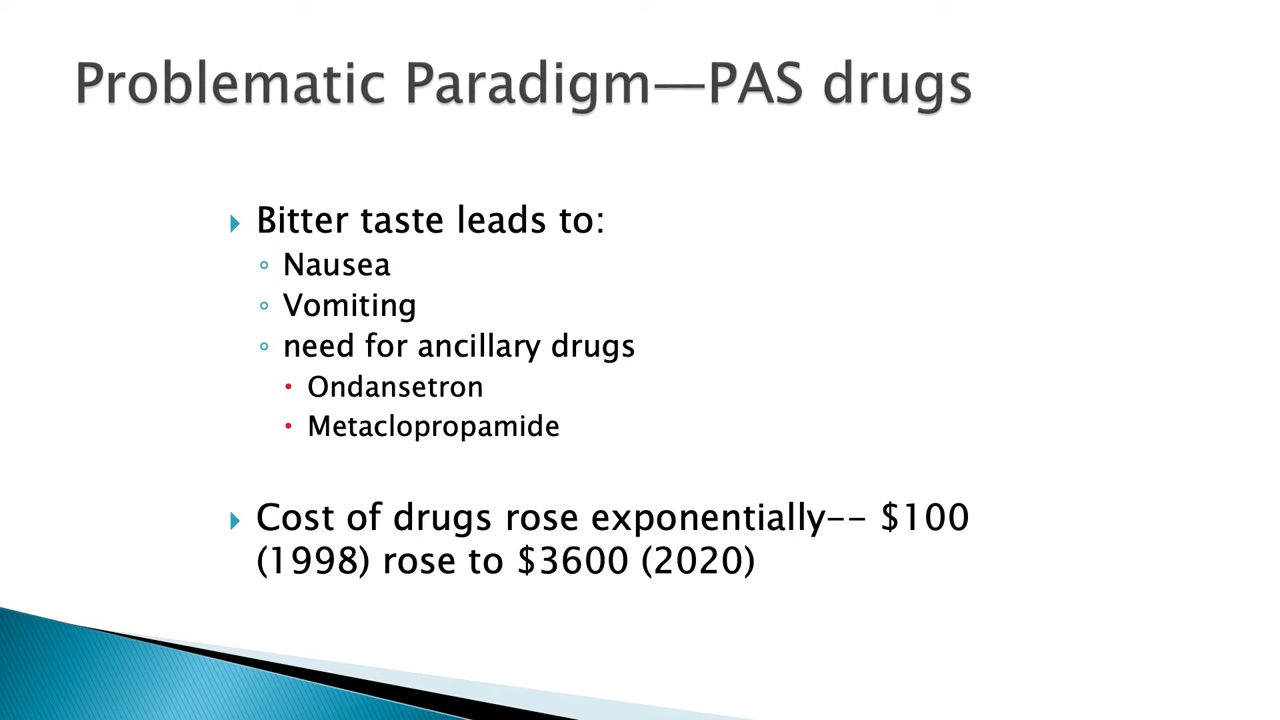 Problematic Paradigm—PAS drugs
Bitter taste leads to:
Nausea
Vomiting
need for ancillary drugs
Ondansetron
Metaclopropamide
Cost of drugs rose exponentially-- $100
(1998) rose to $3600 (2020)